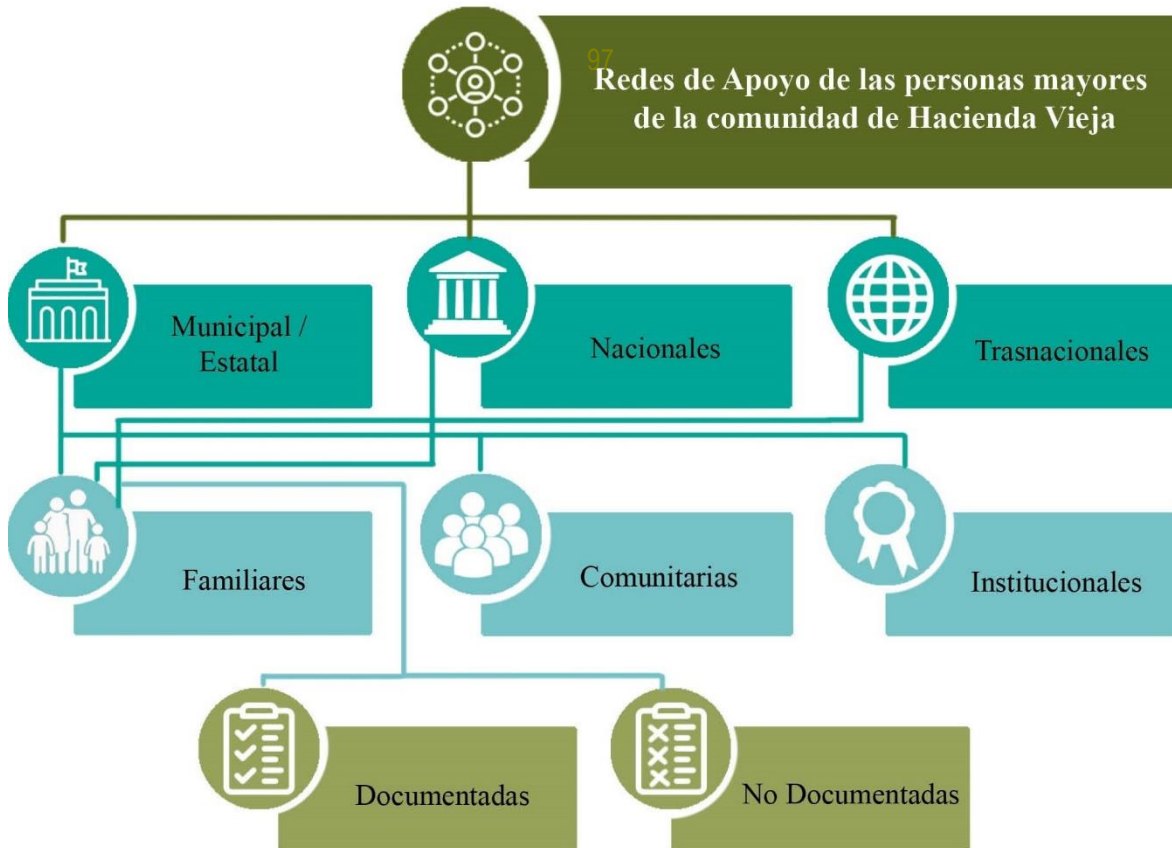 97
Redes de Apoyo de las personas mayores
de la comunidad de Hacienda Vieja
Municipal /
Estatal
Nacionales
Trasnacionales
Familiares
Comunitarias
Institucionales
Documentadas
No Documentadas